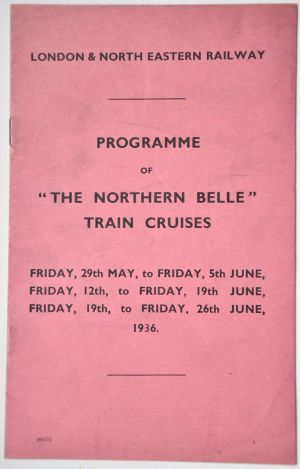 LONDON & NORTH EASTERN RAILWAY
PROGRAMME
OF
"THE NORTHERN BELLE"
TRAIN CRUISES
FRIDAY, 29th MAY, to FRIDAY, 5th JUNE,
FRIDAY, 12th, to FRIDAY, 19th JUNE,
FRIDAY, 19th, to FRIDAY, 26th JUNE,
1936.